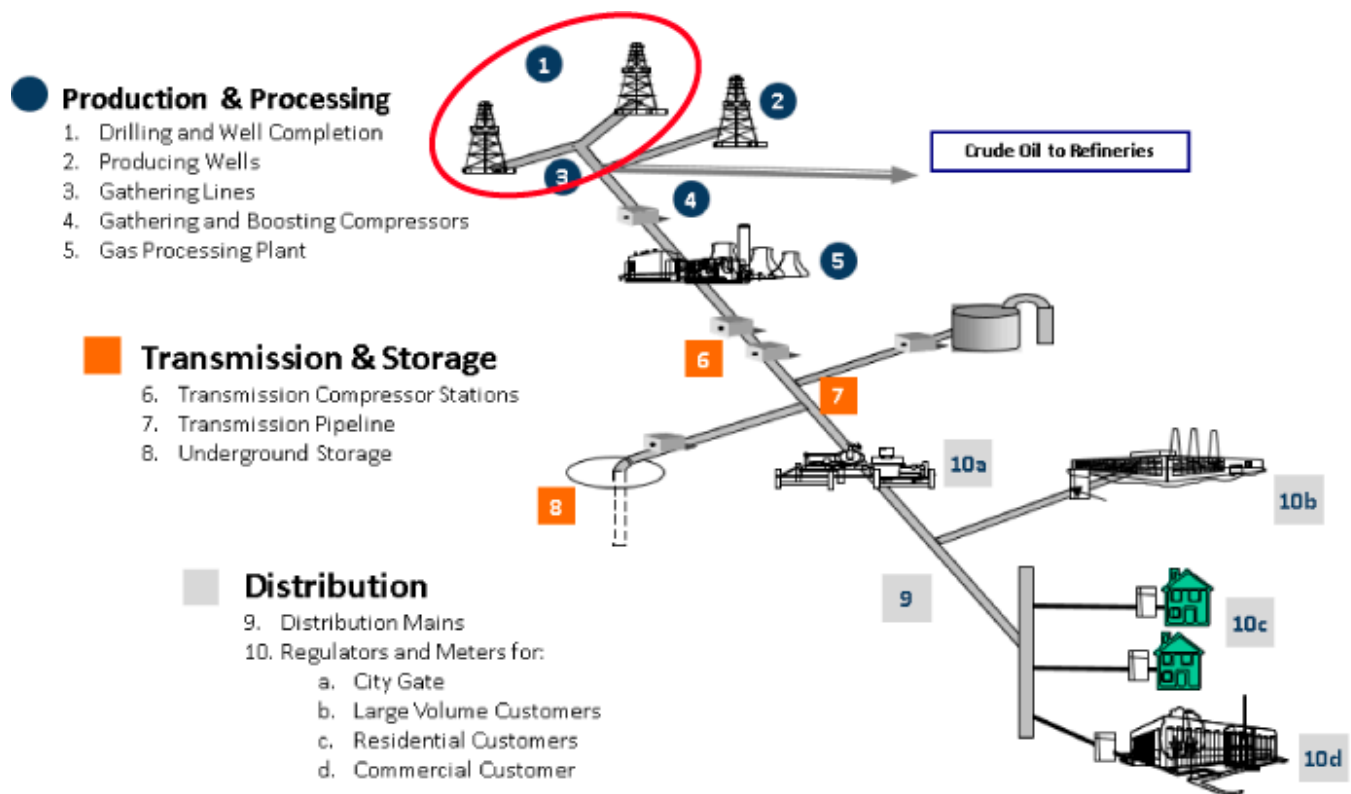 Production & Processing
1. Drilling and Well Completion
2. Producing Wells
3. Gathering Lines
4. Gathering and Boosting Compressors
5. Gas Processing Plant
Transmission & Storage
6. Transmission Compressor Stations
7. Transmission Pipeline
8. Underground Storage
Distribution
9. Distribution Mains
10. Regulators and Meters for:
a. City Gate
b. Large Volume Customers
c. Residential Customers
d. Commercial Customer
1
2
Crude Oil to Refineries
3
4
5
6
7
8
10a
10b
9
10c
10d